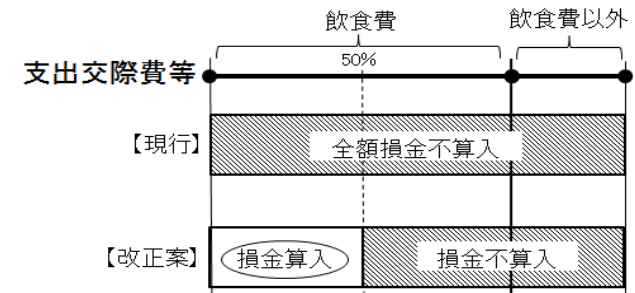 飲食費 飲食費以外
50%
支出交際費等
【現行】 全額損金不算入
【改正案】 損金算入 損金不算入